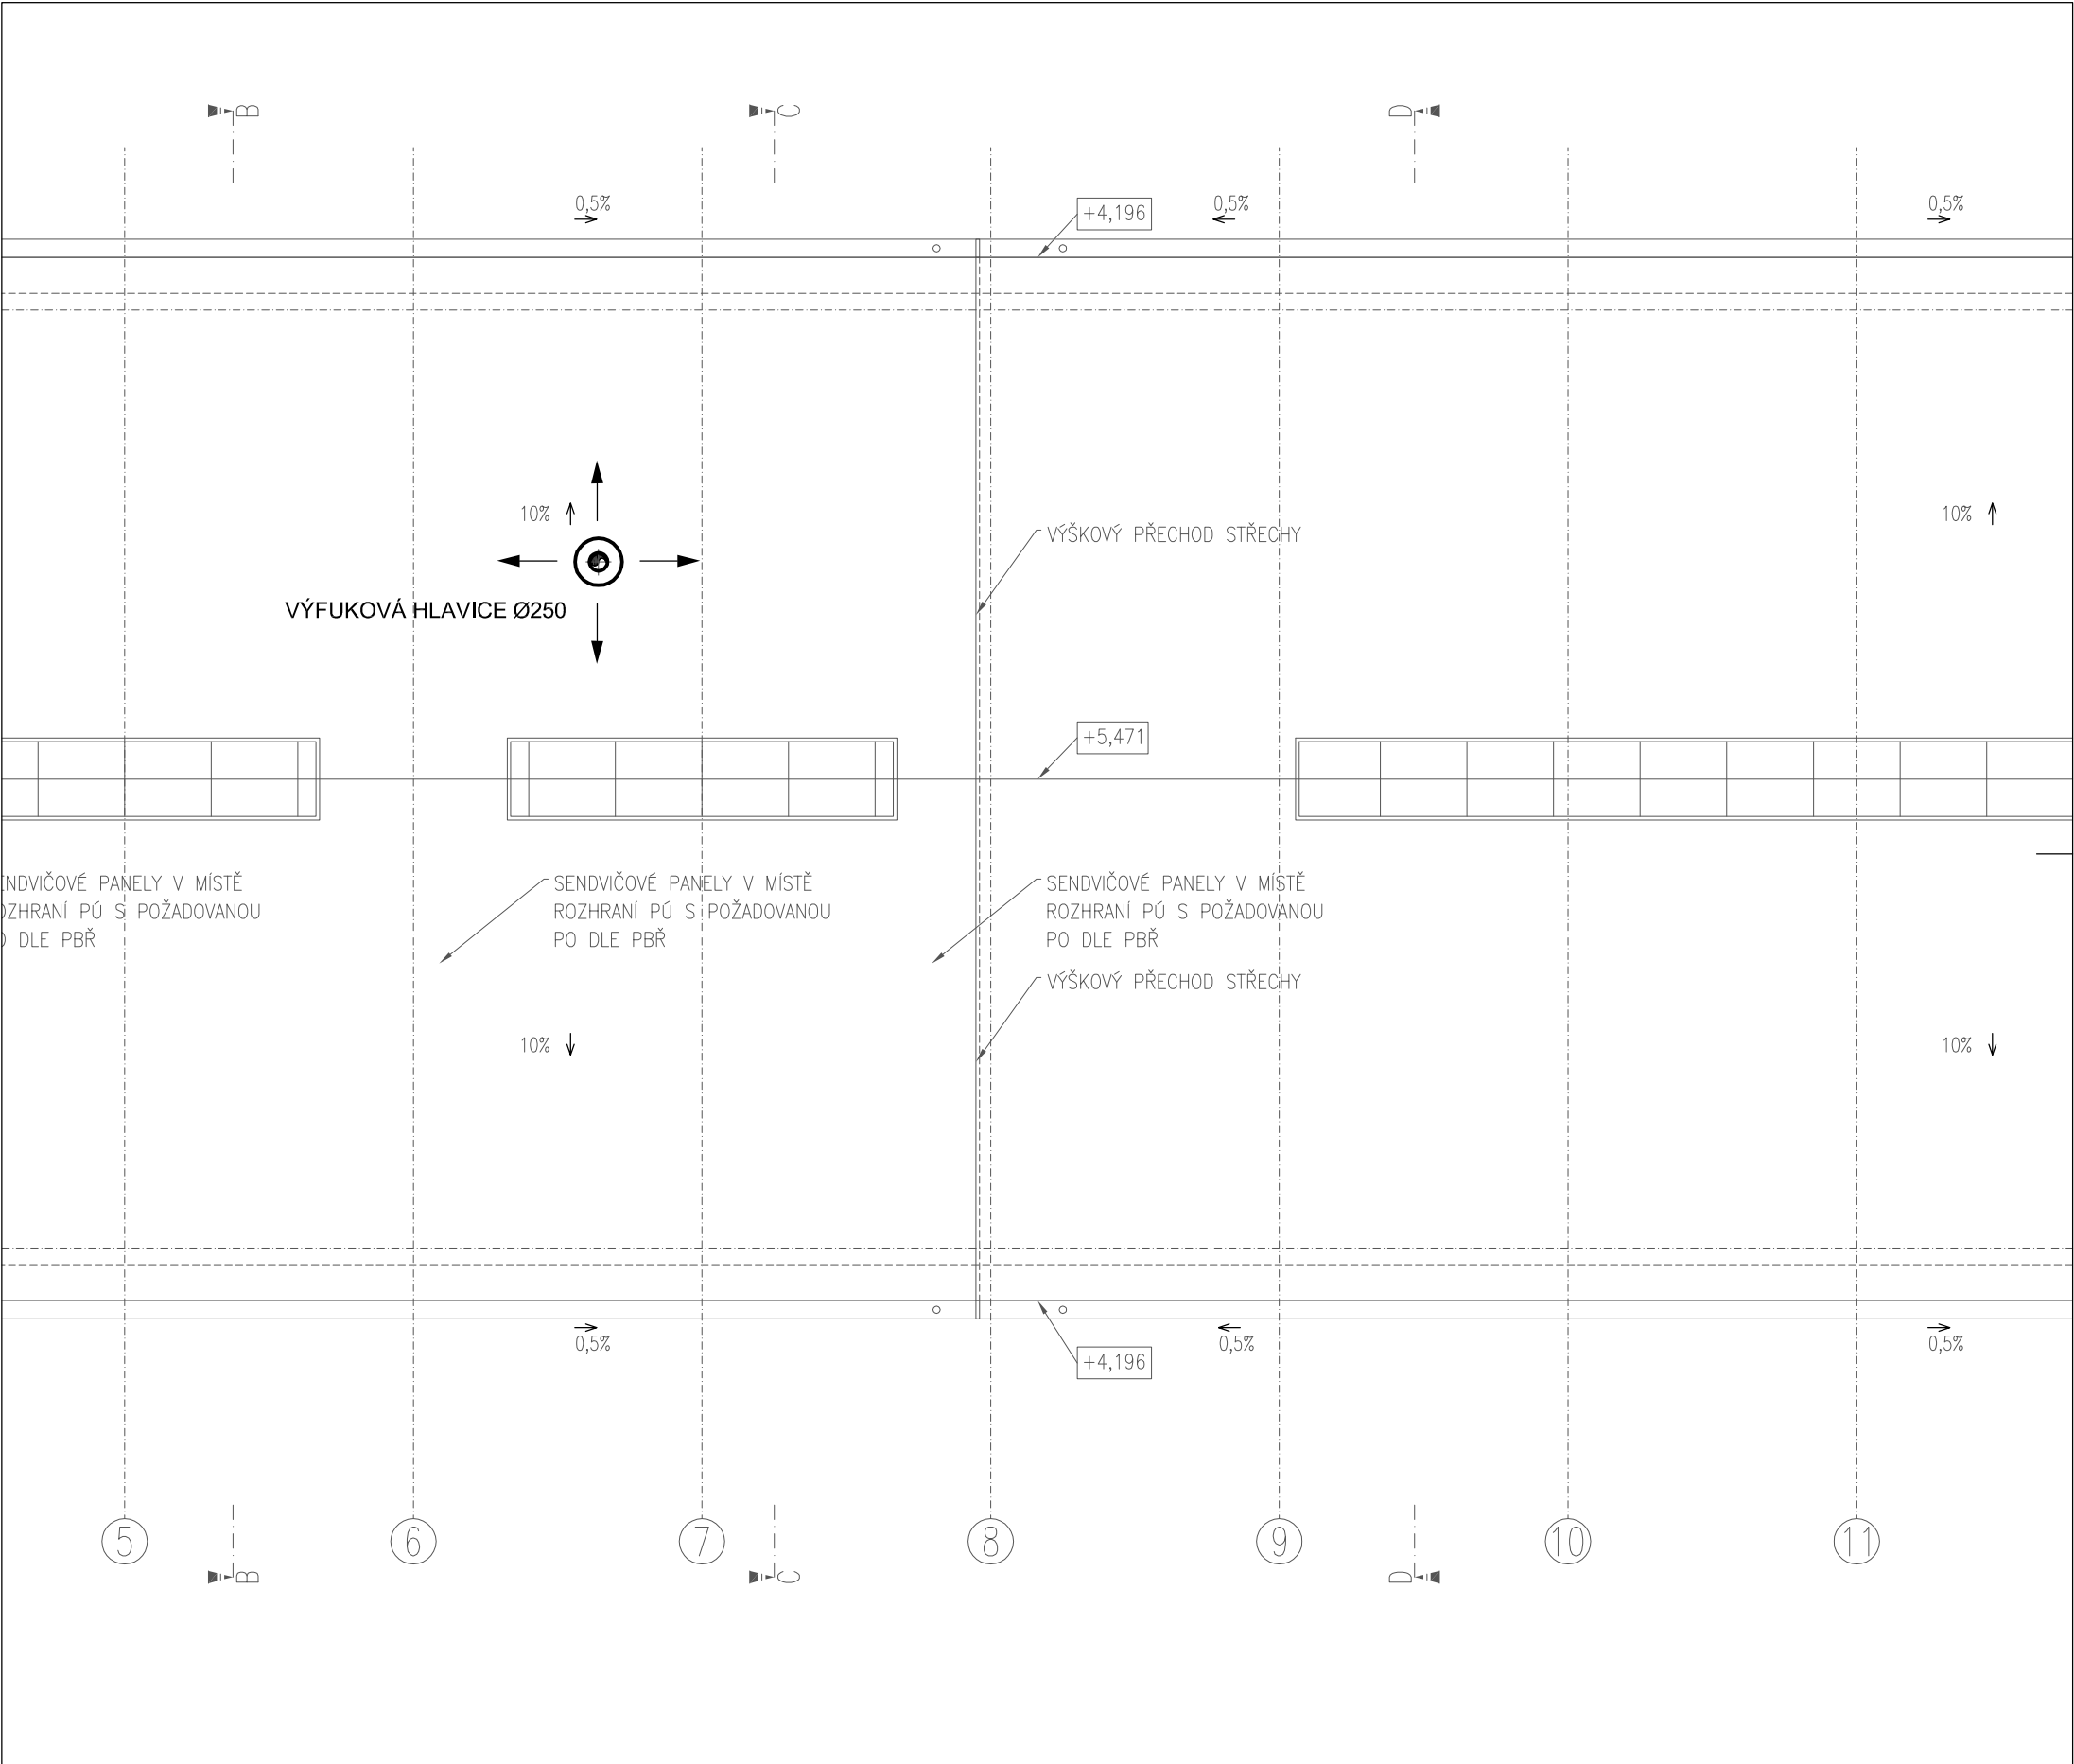 B
C
D
0,5%
+4,196
0,5%
0,5%
10%
VÝŠKOVÝ PŘECHOD STŘECHY
10%
VÝFUKOVÁ HLAVICE Ø250
+5,471
ENDVIČOVÉ PANELY V MÍSTĚ
OZHRANÍ PÚ S POŽADOVANOU
DLE PBŘ
SENDVIČOVÉ PANELY V MÍSTĚ
ROZHRANÍ PÚ S POŽADOVANOU
PO DLE PBŘ
SENDVIČOVÉ PANELY V MÍSTĚ
ROZHRANÍ PÚ S POŽADOVANOU
PO DLE PBŘ
VÝŠKOVÝ PŘECHOD STŘECHY
10%
10%
0,5%
0,5%
0,5%
+4,196
5
6
7
8
9
10
11
B
C
D